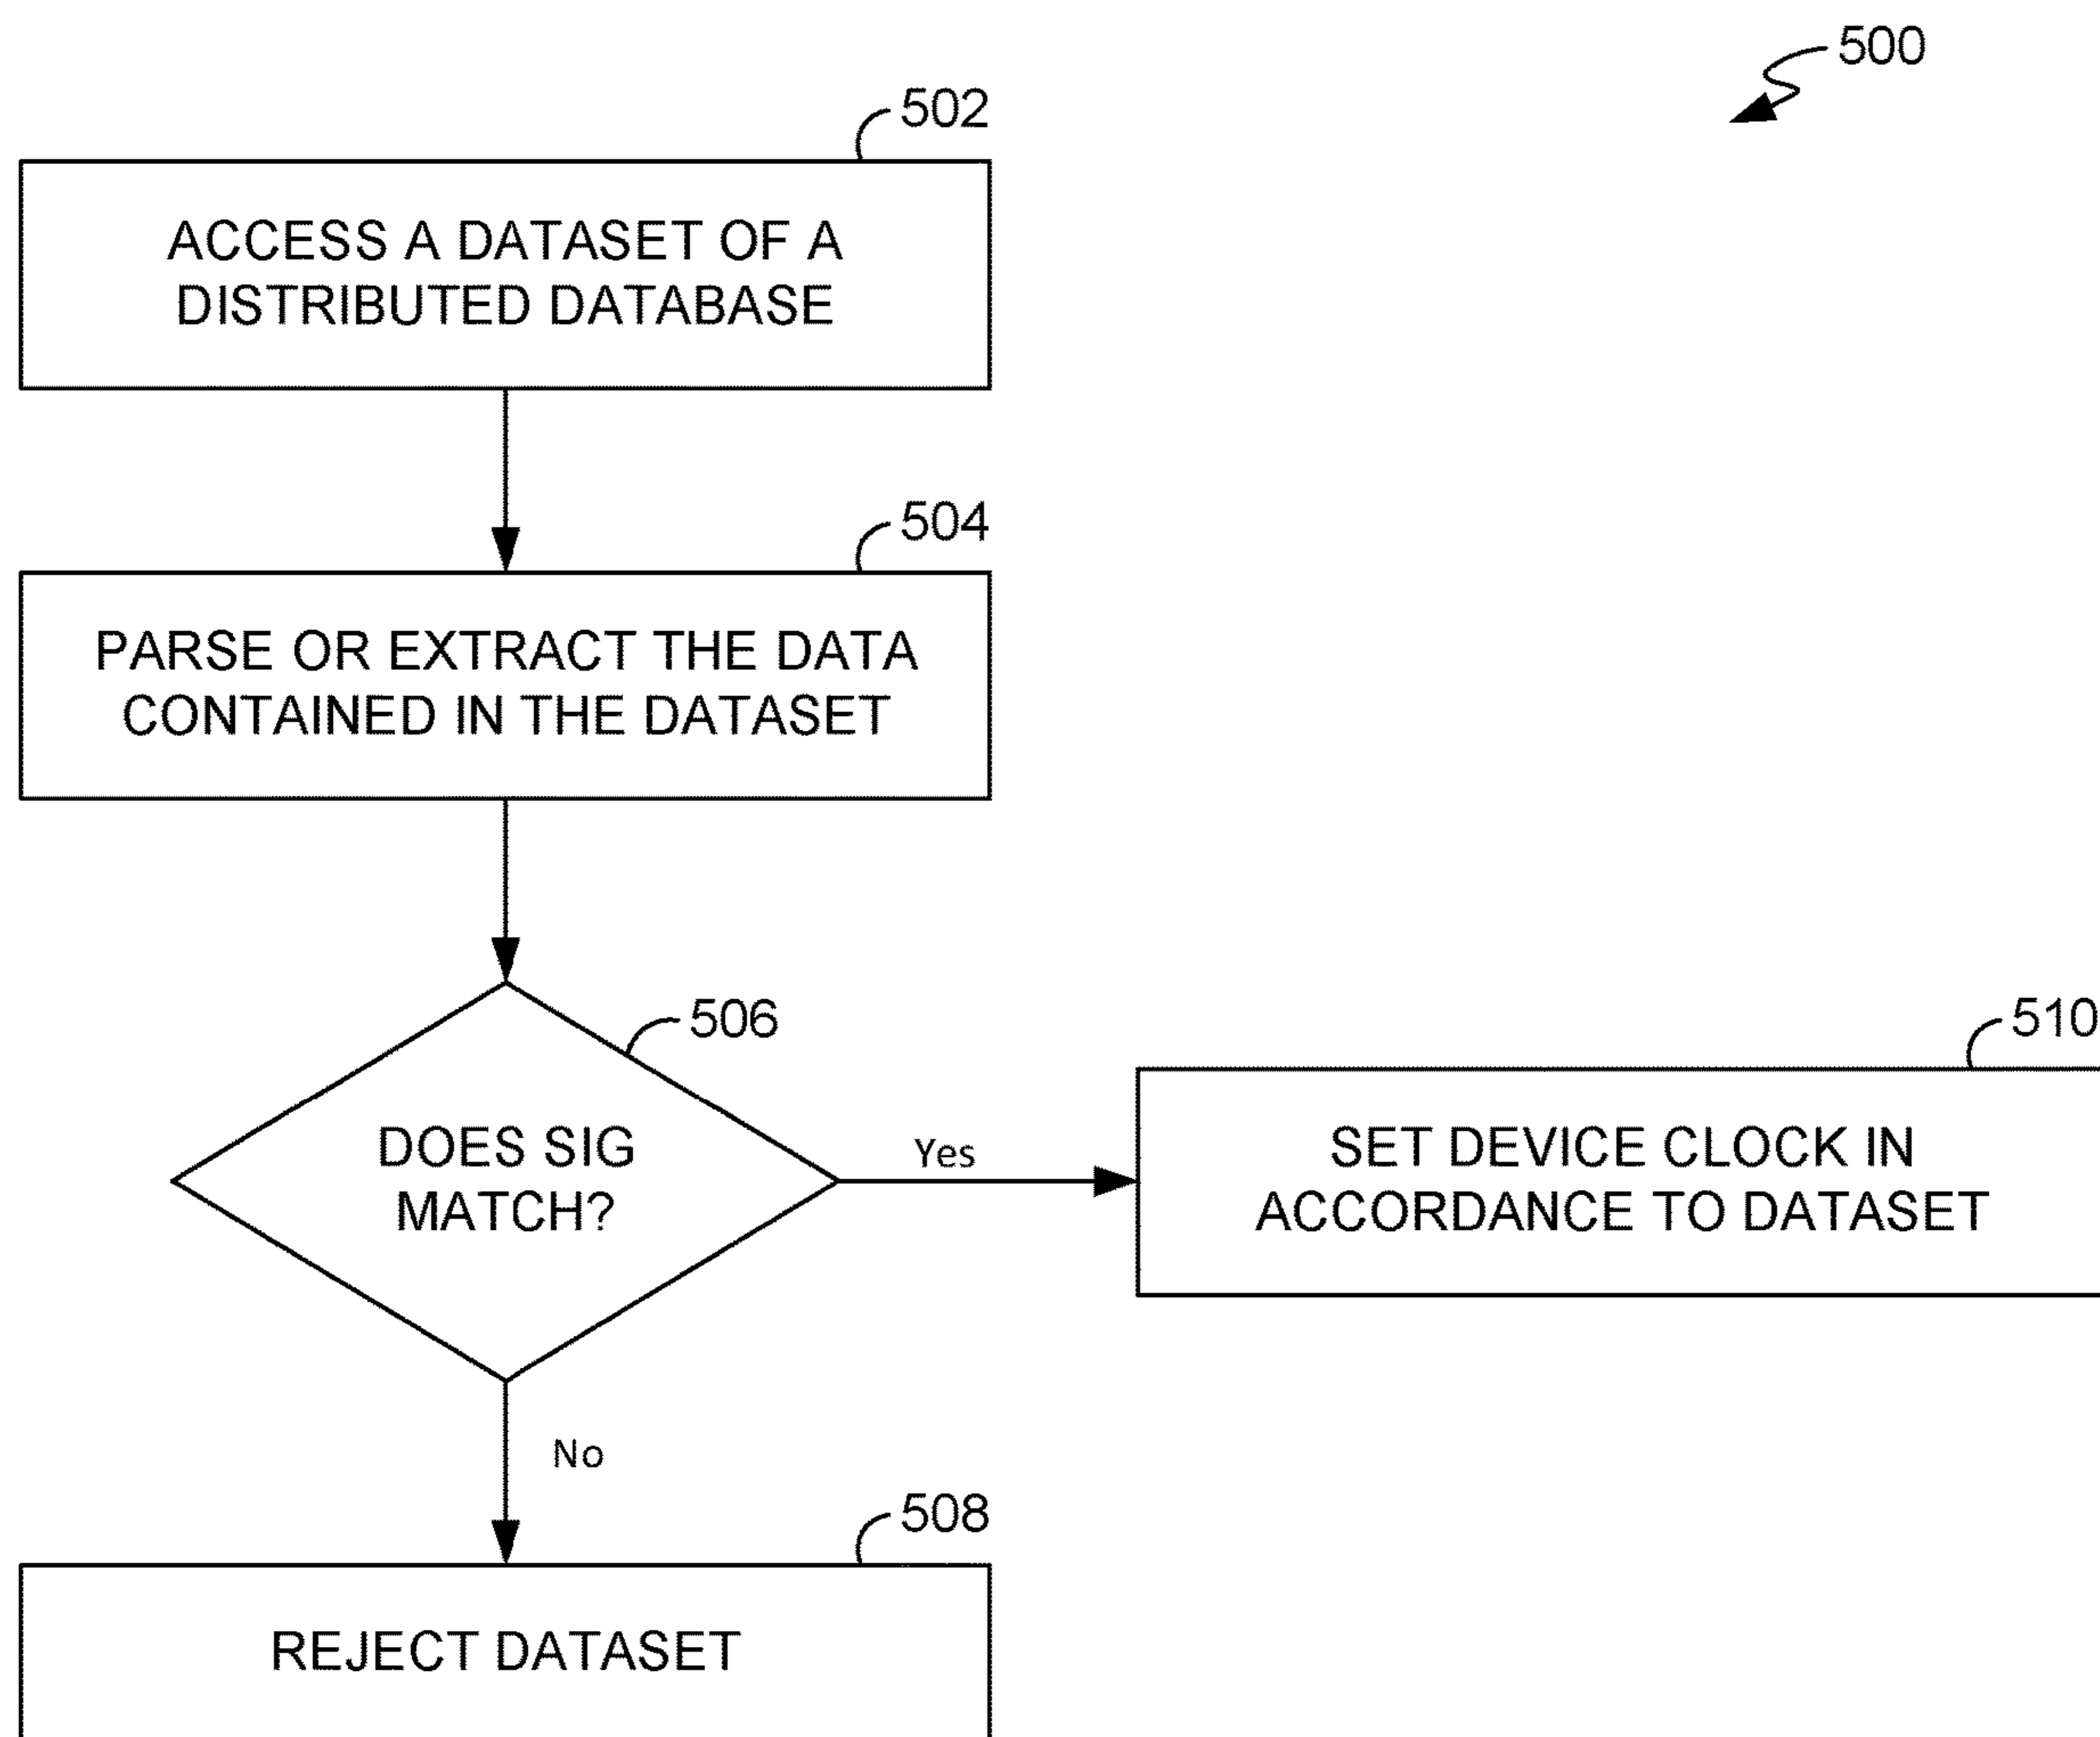 500
502
ACCESS A DATASET OF A
DISTRIBUTED DATABASE
504
PARSE OR EXTRACT THE DATA
CONTAINED IN THE DATASET
506
DOES SIG
MATCH?
Yes
510
SET DEVICE CLOCK IN
ACCORDANCE TO DATASET
No
508
REJECT DATASET